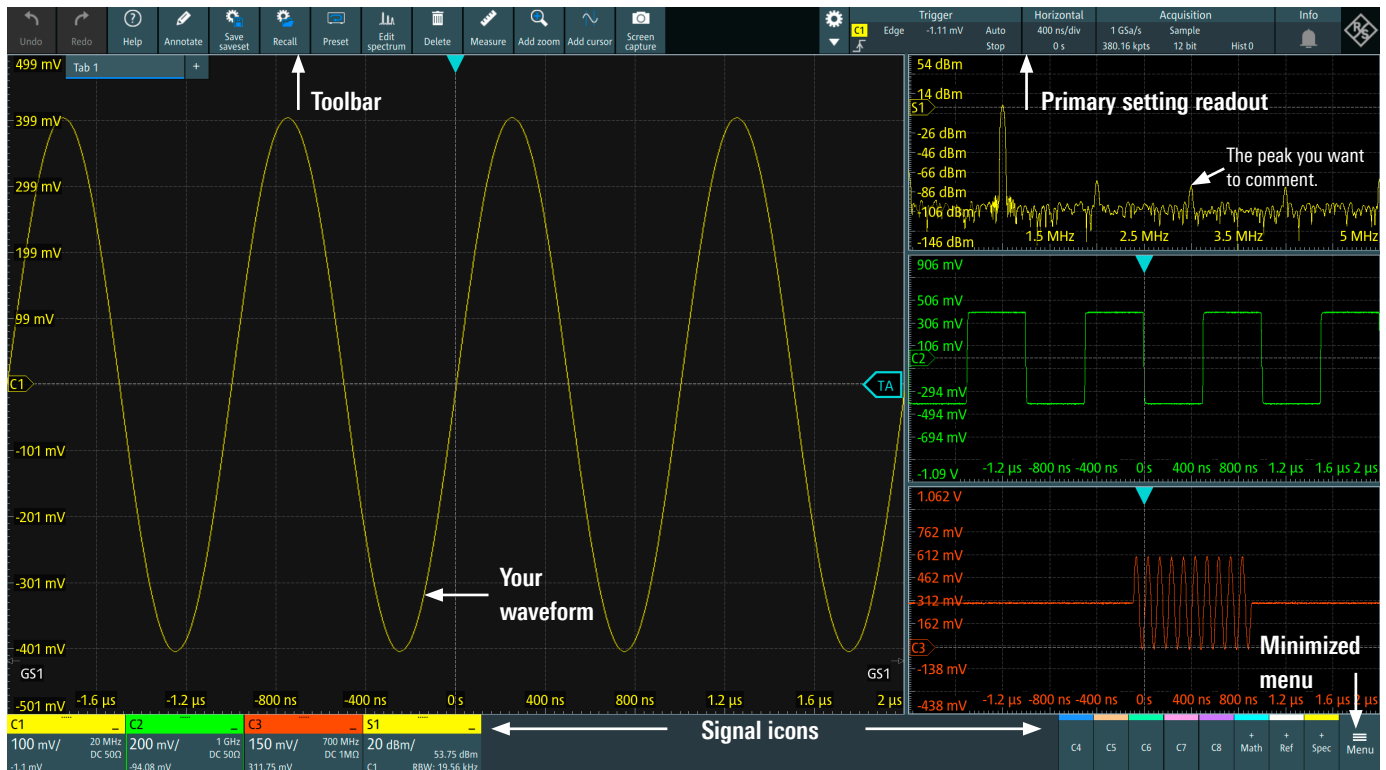 Undo
Redo
Help
Annotate
Save
saveset
Recall
Preset
Edit
spectrum
Delete
Measure
Add zoom
Add cursor
Screen
capture
C1
Trigger
Edge
-1.11 mV
Auto
Stop
Horizontal
400 ns/div
0 s
Acquisition
1 GSa/s
Sample
380.16 kpts
12 bit
Hist 0
Info
R&S
499 mV
Tab 1
+
Toolbar
399 mV
299 mV
199 mV
99 mV
C1
TA
-101 mV
-201 mV
-301 mV
Your
waveform
-401 mV
GS1
GS1
-501 mV
-1.6 µs
-1.2 µs
-800 ns
-400 ns
0 s
400 ns
800 ns
1.2 µs
1.6 µs
2 µs
54 dBm
14 dBm
S1
Primary setting readout
-26 dBm
-46 dBm
-66 dBm
-86 dBm
-106 dBm
-146 dBm
The peak you want
to comment.
1.5 MHz
2.5 MHz
3.5 MHz
5 MHz
906 mV
506 mV
306 mV
106 mV
C2
-294 mV
-494 mV
-694 mV
-1.09 V
-1.2 µs
-800 ns
-400 ns
0 s
400 ns
800 ns
1.2 µs
1.6 µs
2 µs
1.062 V
762 mV
612 mV
462 mV
312 mV
162 mV
C3
-138 mV
-438 mV
-1.2 µs
-800 ns
-400 ns
0 s
400 ns
800 ns
1.2 µs
1.6 µs
2 µs
Minimized
menu
C1
100 mV/
20 MHz
DC 50Ω
-1.1 mV
C2
200 mV/
1 GHz
DC 50Ω
-94.08 mV
C3
150 mV/
700 MHz
DC 1MΩ
311.75 mV
S1
20 dBm/
53.75 dBm
C1
RBW: 19.56 kHz
Signal icons
C4
C5
C6
C7
C8
+
Math
+
Ref
+
Spec
Menu